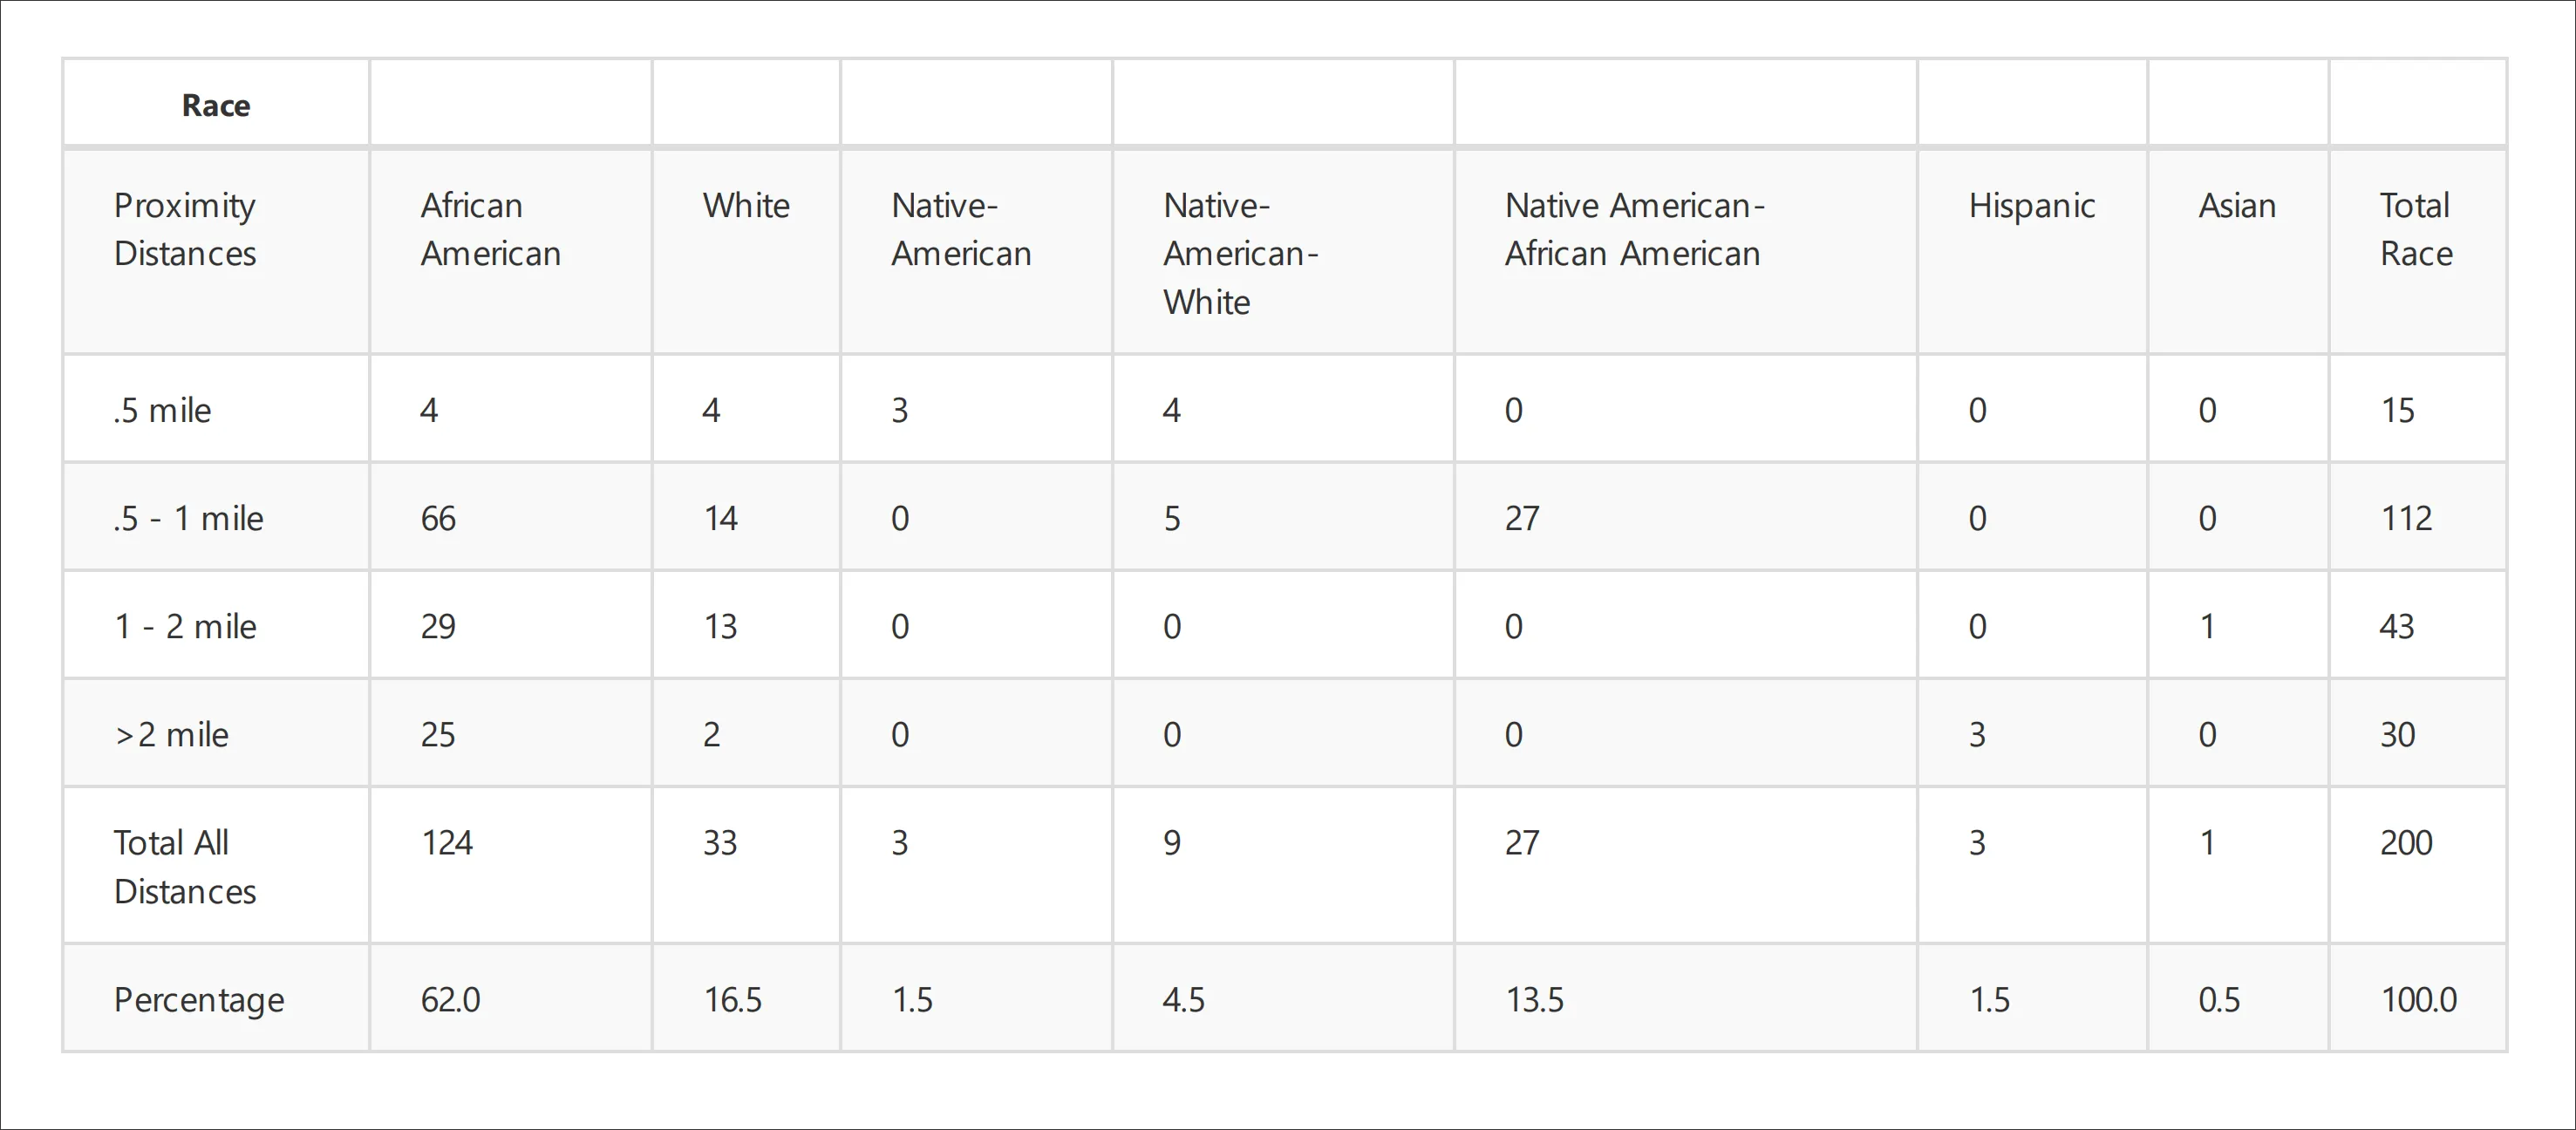 Race
Proximity Distances African American White Native-American Native-American-White Native American-African American Hispanic Asian Total Race
.5 mile 4 4 3 4 0 0 0 15
.5 - 1 mile 66 14 0 5 27 0 0 112
1 - 2 mile 29 13 0 0 0 0 1 43
>2 mile 25 2 0 0 0 3 0 30
Total All Distances 124 33 3 9 27 3 1 200
Percentage 62.0 16.5 1.5 4.5 13.5 1.5 0.5 100.0